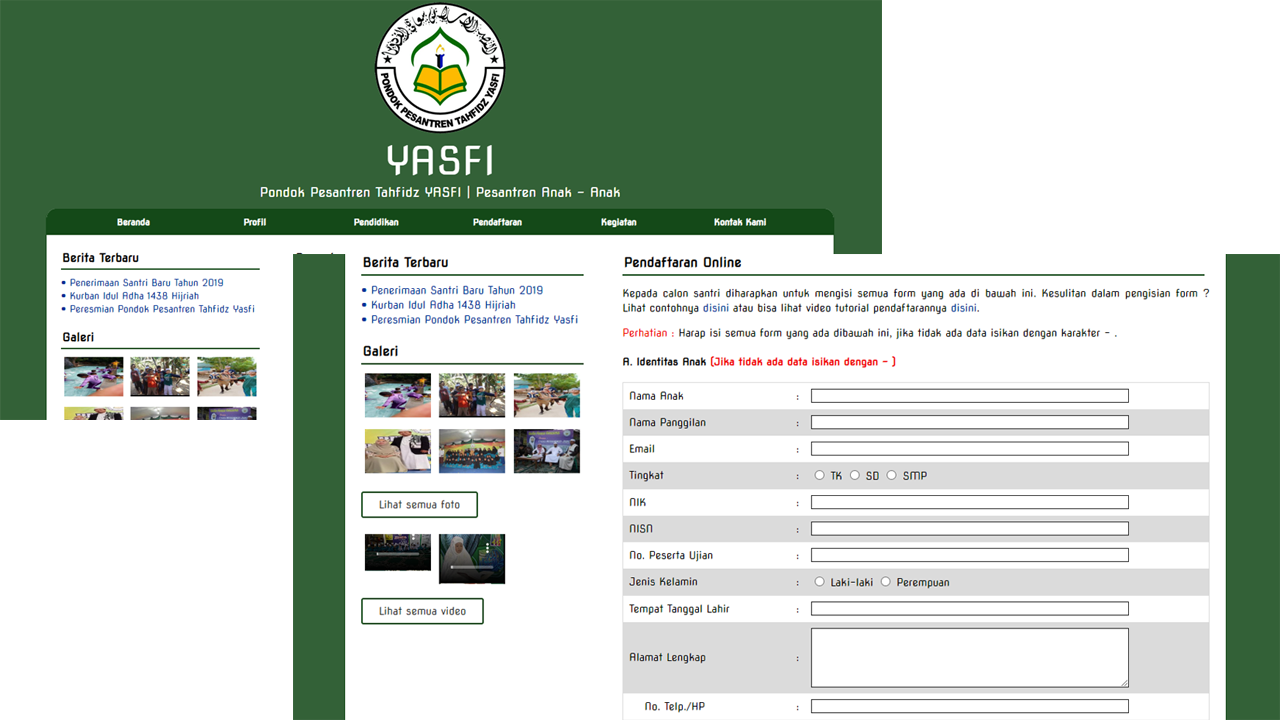 PONDOK PESANTREN TAHFIDZ YASFI
YASFI
Pondok Pesantren Tahfidz YASFI | Pesantren Anak - Anak
Beranda Profil Pendidikan Pendaftaran Kegiatan Kontak Kami
Berita Terbaru
• Penerimaan Santri Baru Tahun 2019
• Kurban Idul Adha 1438 Hijriah
• Peresmian Pondok Pesantren Tahfidz Yasfi
Galeri
Berita Terbaru
• Penerimaan Santri Baru Tahun 2019
• Kurban Idul Adha 1438 Hijriah
• Peresmian Pondok Pesantren Tahfidz Yasfi
Galeri
Lihat semua foto
Lihat semua video
Pendaftaran Online
Kepada calon santri diharapkan untuk mengisi semua form yang ada di bawah ini. Kesulitan dalam pengisian form ?
Lihat contohnya disini atau bisa lihat video tutorial pendaftarannya disini.
Perhatian : Harap isi semua form yang ada dibawah ini, jika tidak ada data isikan dengan karakter - .
A. Identitas Anak (Jika tidak ada data isikan dengan - )
Nama Anak :
Nama Panggilan :
Email :
Tingkat : TK SD SMP
NIK :
NISN :
No. Peserta Ujian :
Jenis Kelamin : Laki-laki Perempuan
Tempat Tanggal Lahir :
Alamat Lengkap :
No. Telp./HP :